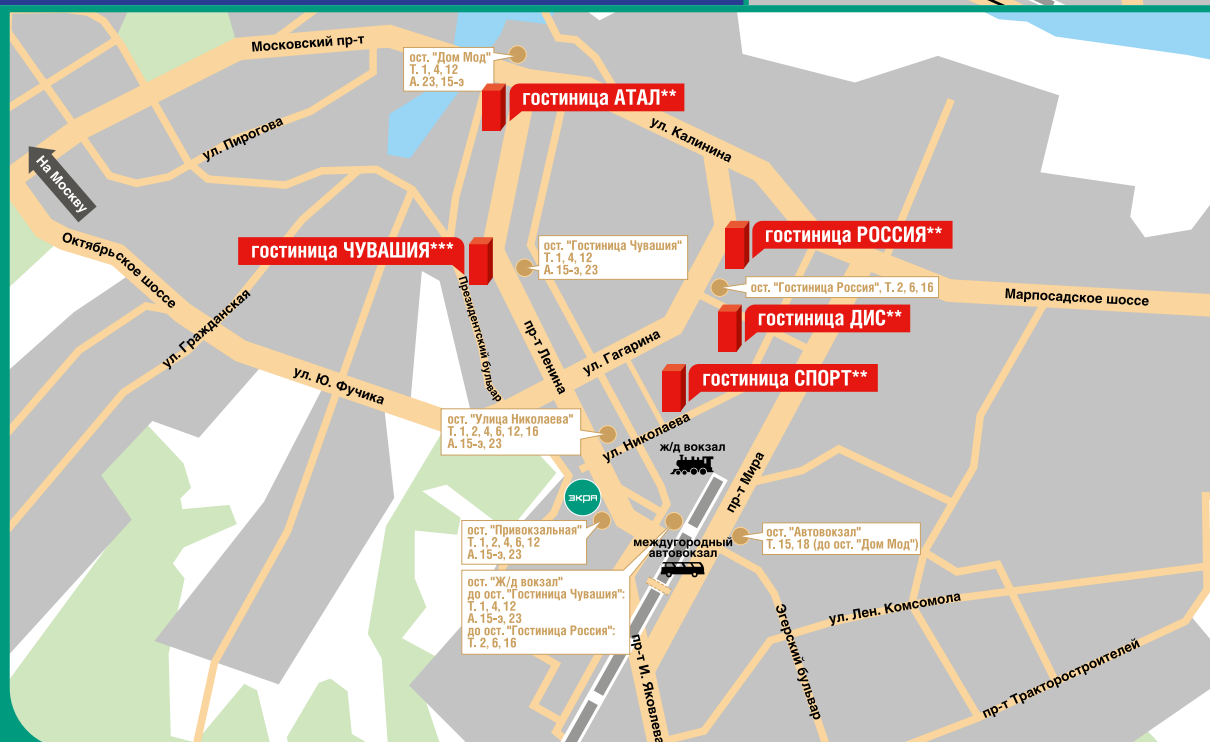 Московский пр-т
ост. "Дом Мод"
Т. 1, 4, 12
А. 23, 15-э
гостиница АТАЛ**
ул. Пирогова
ул. Калинина
На Москву
гостиница РОССИЯ**
Октябрьское шоссе
гостиница ЧУВАШИЯ***
ост. "Гостиница Чувашия"
Т. 1, 4, 12
А. 15-э, 23
ост. "Гостиница Россия", Т. 2, 6, 16
Марпосадское шоссе
ул. Гражданская
Президентский бульвар
пр-т Ленина
ул. Гагарина
гостиница ДИС**
ул. Ю. Фучика
гостиница СПОРТ**
ост. "Улица Николаева"
Т. 1, 2, 4, 6, 12, 16
А. 15-э, 23
ул. Николаева
ж/д вокзал
пр-т Мира
экра
ост. "Привокзальная"
Т. 1, 2, 4, 6, 12
А. 15-э, 23
междугородный
автовокзал
ост. "Автовокзал"
Т. 15, 18 (до ост. "Дом Мод")
ост. "Ж/д вокзал"
до ост. "Гостиница Чувашия":
Т. 1, 4, 12
А. 15-э, 23
до ост. "Гостиница Россия":
Т. 2, 6, 16
ул. Лен. Комсомола
Эгерский бульвар
пр-т И. Яковлева
пр-т Тракторостроителей